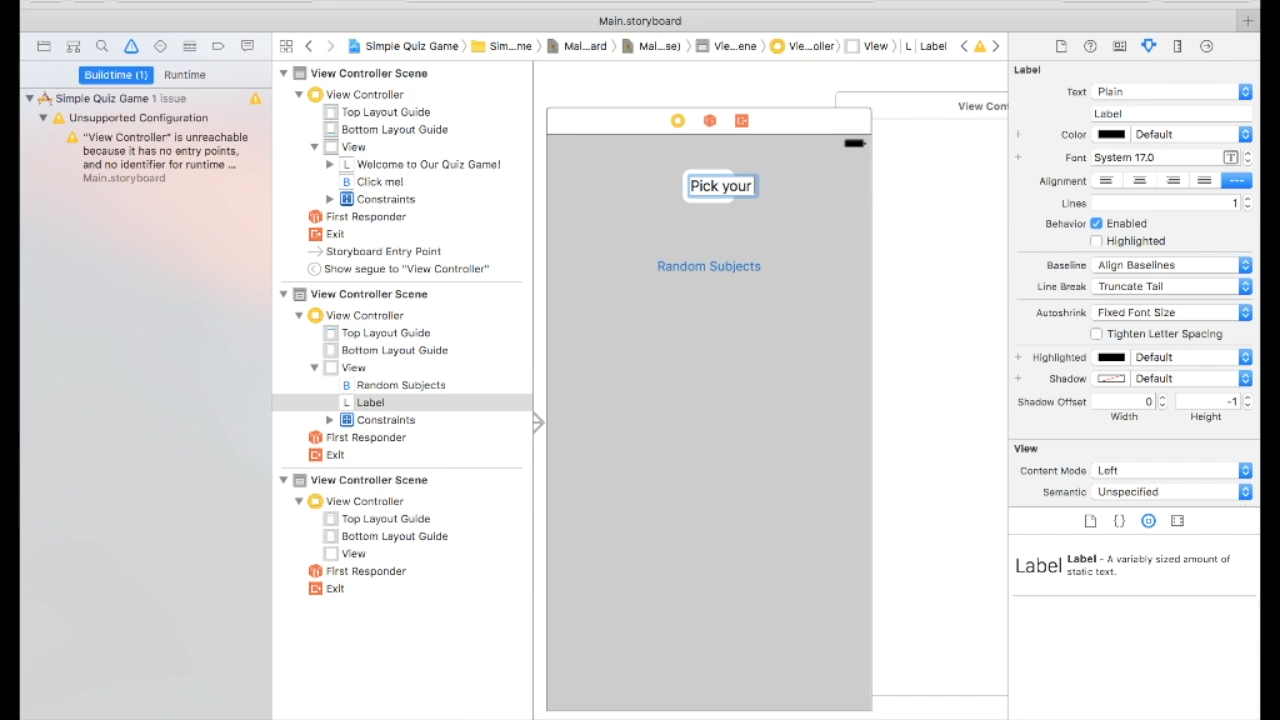 Main.storyboard
Simple Quiz Game
Sim...me
Mai...ard
Mai...se)
Vie...ene
Vie...oller
View
L
Label
Buildtime (1)
Runtime
Simple Quiz Game 1 issue
Unsupported Configuration
"View Controller" is unreachable
because it has no entry points,
and no identifier for runtime ...
Main.storyboard
View Controller Scene
View Controller
Top Layout Guide
Bottom Layout Guide
View
L Welcome to Our Quiz Game!
B Click me!
Constraints
First Responder
Exit
Storyboard Entry Point
Show segue to "View Controller"
View Controller Scene
View Controller
Top Layout Guide
Bottom Layout Guide
View
B Random Subjects
L Label
Constraints
First Responder
Exit
View Controller Scene
View Controller
Top Layout Guide
Bottom Layout Guide
View
First Responder
Exit
View Cont
Pick your
Random Subjects
Label
Text Plain
Label
Color Default
Font System 17.0
Alignment
Lines 1
Behavior Enabled
Highlighted
Baseline Align Baselines
Line Break Truncate Tail
Autoshrink Fixed Font Size
Tighten Letter Spacing
Highlighted Default
Shadow Default
Shadow Offset 0 -1
Width Height
View
Content Mode Left
Semantic Unspecified
Label
Label - A variably sized amount of
static text.